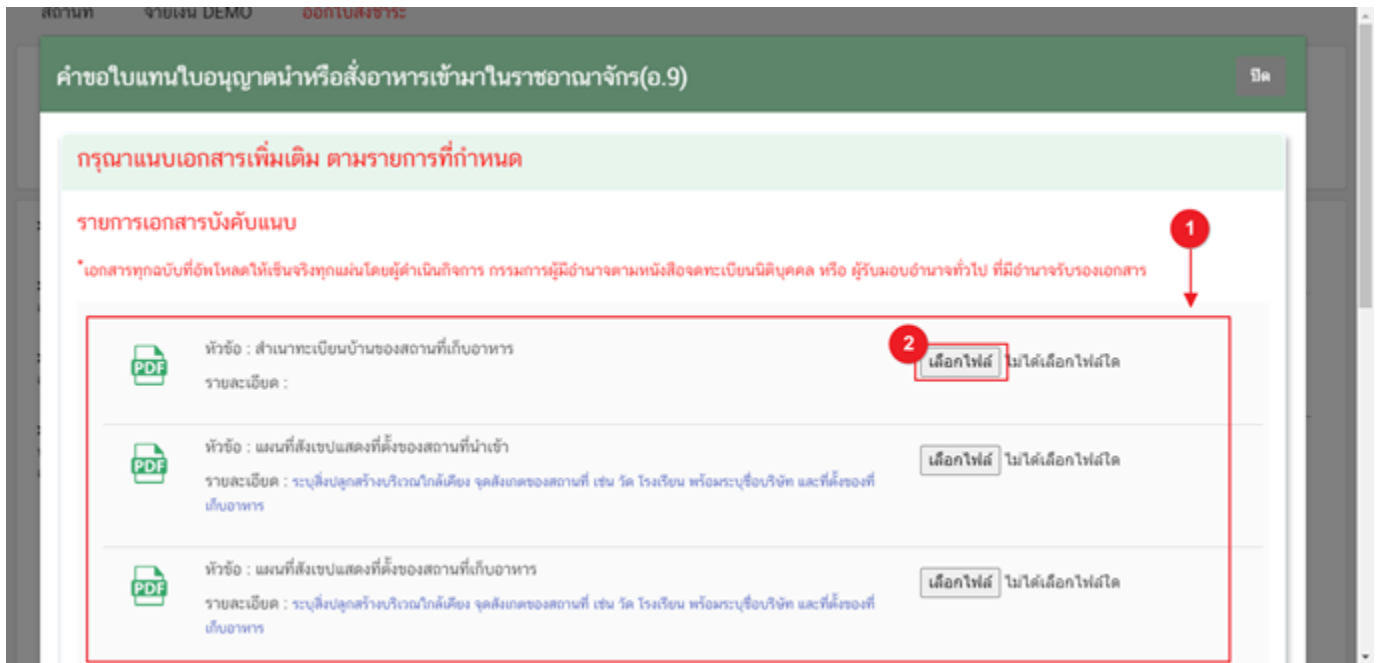 สถานที่ จ่ายเงิน DEMO ออกใบสั่งชำระ
คำขอใบแทนใบอนุญาตนำหรือสั่งอาหารเข้ามาในราชอาณาจักร(อ.9)
ปิด
กรุณาแนบเอกสารเพิ่มเติม ตามรายการที่กำหนด
รายการเอกสารบังคับแนบ
1
*เอกสารทุกฉบับที่อัพโหลดให้เซ็นจริงทุกแผ่นโดยผู้ดำเนินกิจการ กรรมการผู้มีอำนาจตามหนังสือจดทะเบียนนิติบุคคล หรือ ผู้รับมอบอำนาจทั่วไป ที่มีอำนาจรับรองเอกสาร
PDF
หัวข้อ : สำเนาทะเบียนบ้านของสถานที่เก็บอาหาร
รายละเอียด :
2
เลือกไฟล์ ไม่ได้เลือกไฟล์ใด
PDF
หัวข้อ : แผนที่สังเขปแสดงที่ตั้งของสถานที่นำเข้า
รายละเอียด : ระบุสิ่งปลูกสร้างบริเวณใกล้เคียง จุดสังเกตของสถานที่ เช่น วัด โรงเรียน พร้อมระบุชื่อบริษัท และที่ตั้งของที่
เก็บอาหาร
เลือกไฟล์ ไม่ได้เลือกไฟล์ใด
PDF
หัวข้อ : แผนที่สังเขปแสดงที่ตั้งของสถานที่เก็บอาหาร
รายละเอียด : ระบุสิ่งปลูกสร้างบริเวณใกล้เคียง จุดสังเกตของสถานที่ เช่น วัด โรงเรียน พร้อมระบุชื่อบริษัท และที่ตั้งของที่
เก็บอาหาร
เลือกไฟล์ ไม่ได้เลือกไฟล์ใด